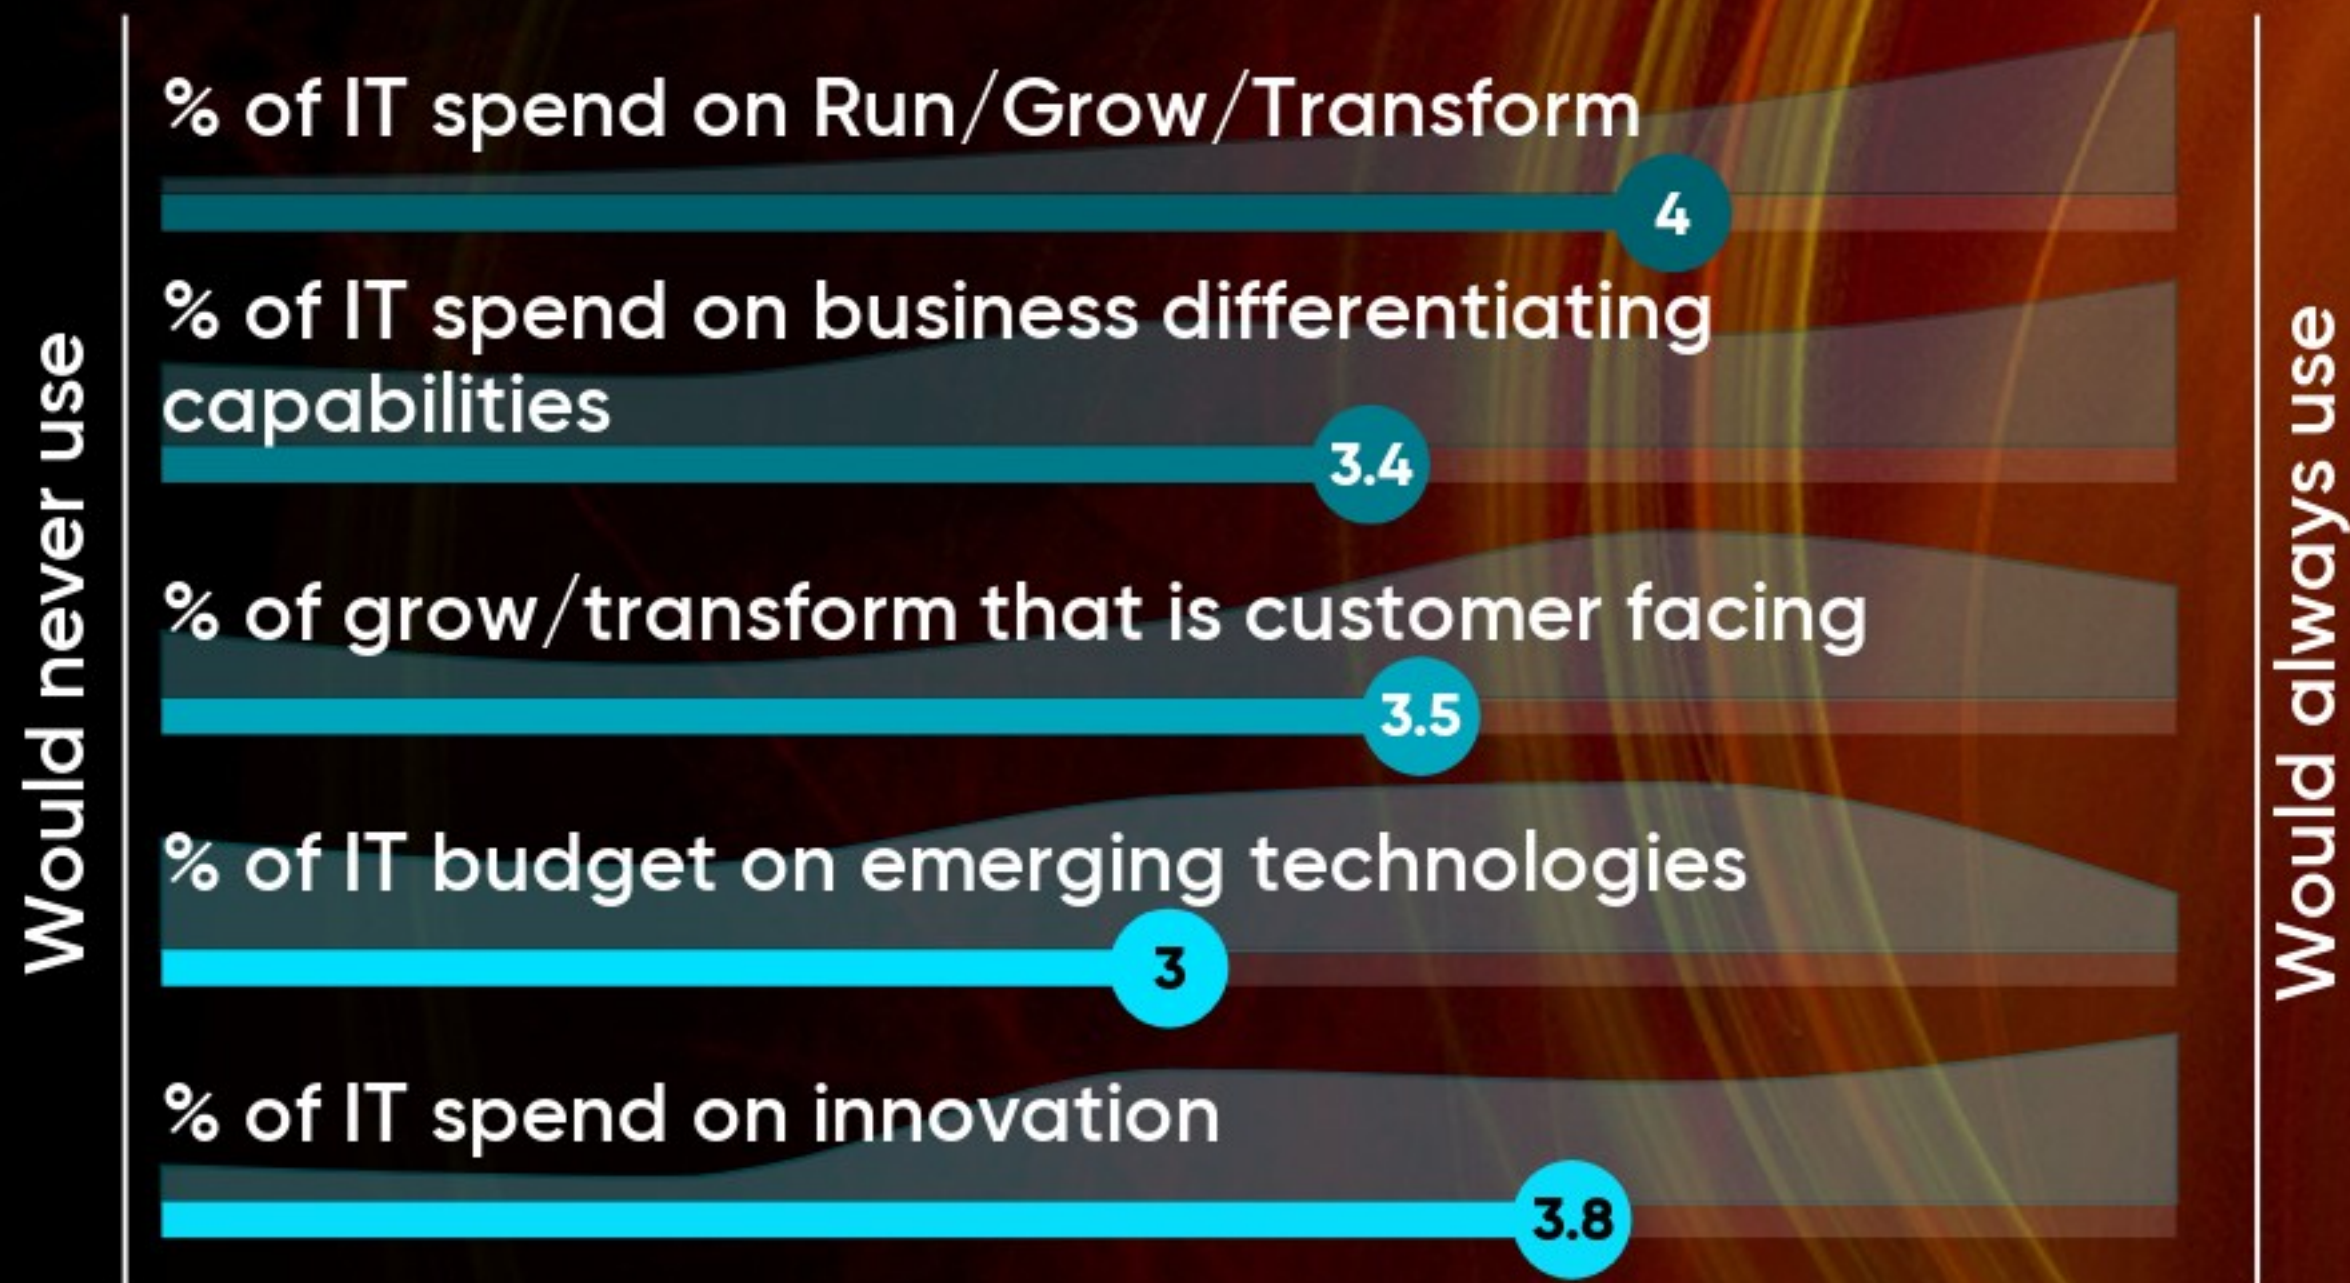 % of IT spend on Run/Grow/Transform
4
% of IT spend on business differentiating
capabilities
3.4
% of grow/transform that is customer facing
3.5
% of IT budget on emerging technologies
3
% of IT spend on innovation
3.8
Would never use
Would always use